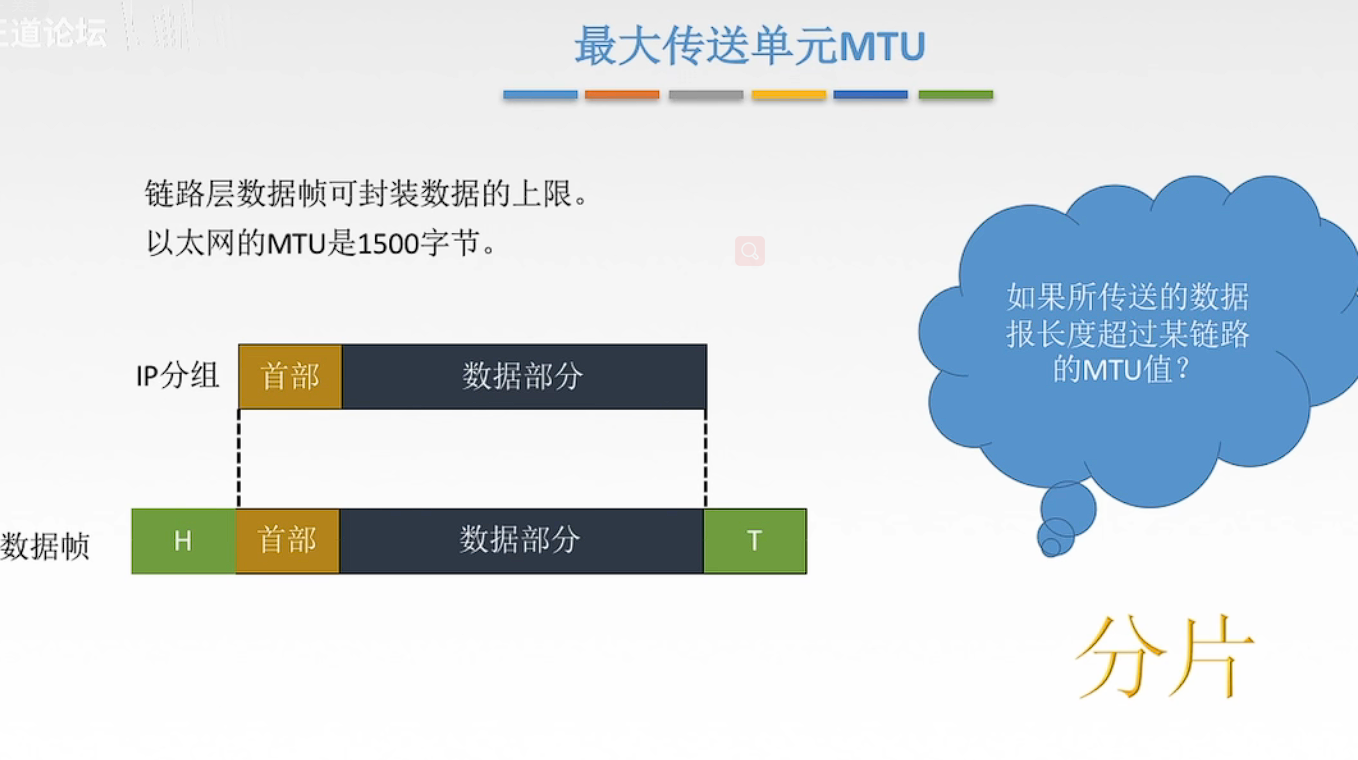 王道论坛
最大传送单元MTU
链路层数据帧可封装数据的上限。
以太网的MTU是1500字节。
如果所传送的数据
报长度超过某链路
的MTU值？
IP分组
首部
数据部分
数据帧
H
首部
数据部分
T
分片